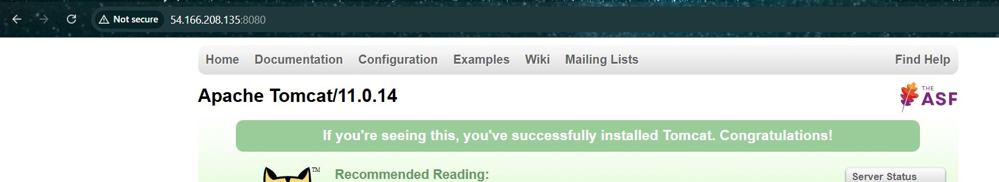 Not secure 54.166.208.135:8080
Home Documentation Configuration Examples Wiki Mailing Lists Find Help
Apache Tomcat/11.0.14
THE
ASF
If you're seeing this, you've successfully installed Tomcat. Congratulations!
TM
Recommended Reading:
Server Status